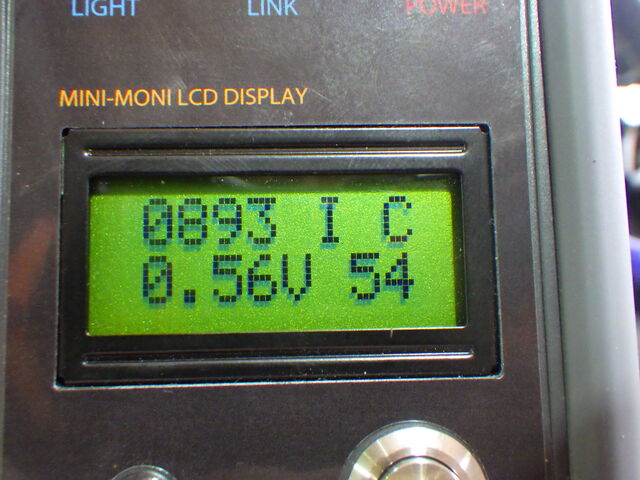 LIGHT LINK POWER
MINI-MONI LCD DISPLAY
0893 I C
0.56V 54